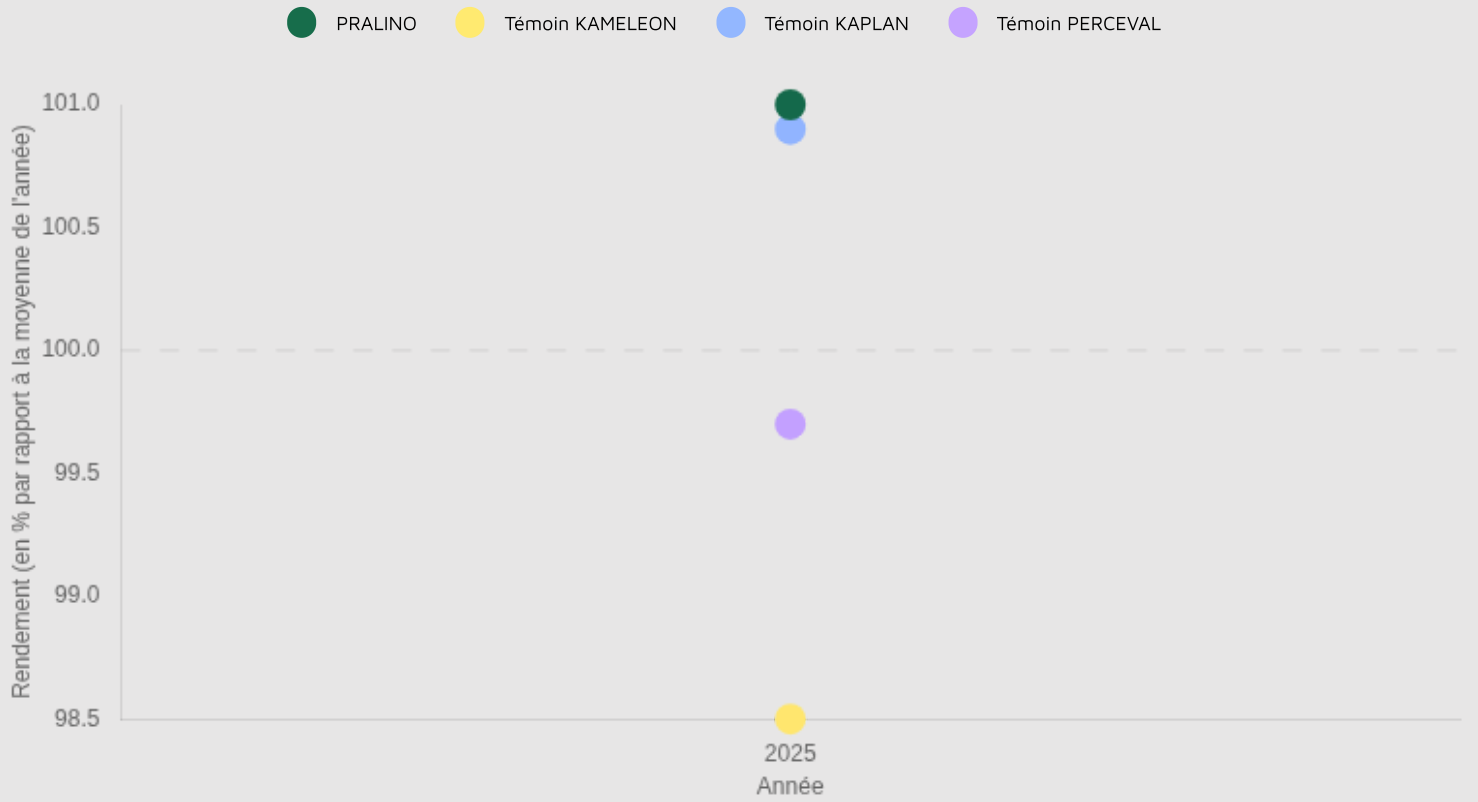 PRALINO Témoin KAMELEON Témoin KAPLAN Témoin PERCEVAL
Rendement (en % par rapport à la moyenne de l'année)
101.0
100.5
100.0
99.5
99.0
98.5
2025
Année